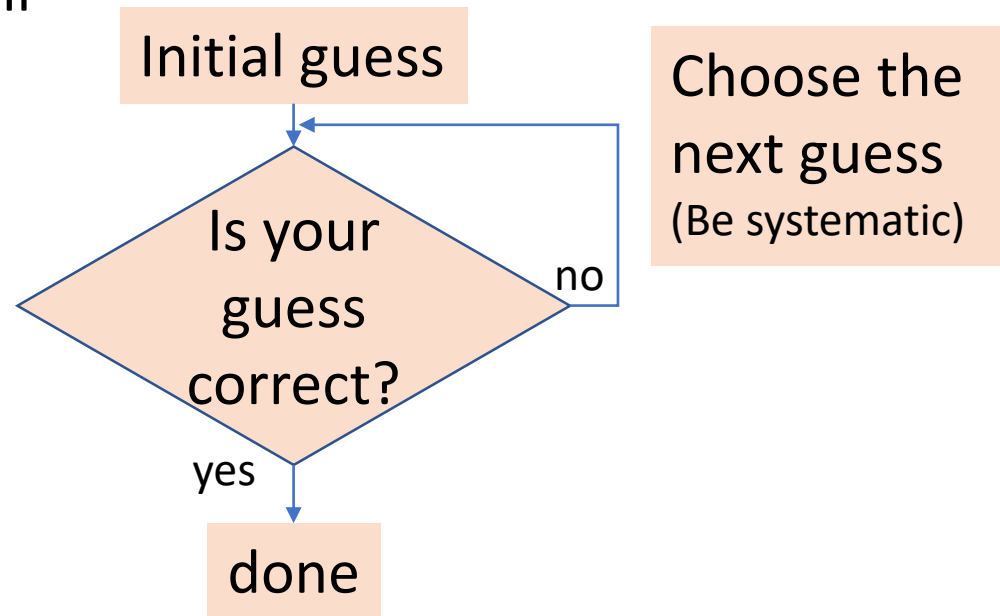 Initial guess
Choose the
next guess
(Be systematic)
Is your
guess
correct?
no
yes
done